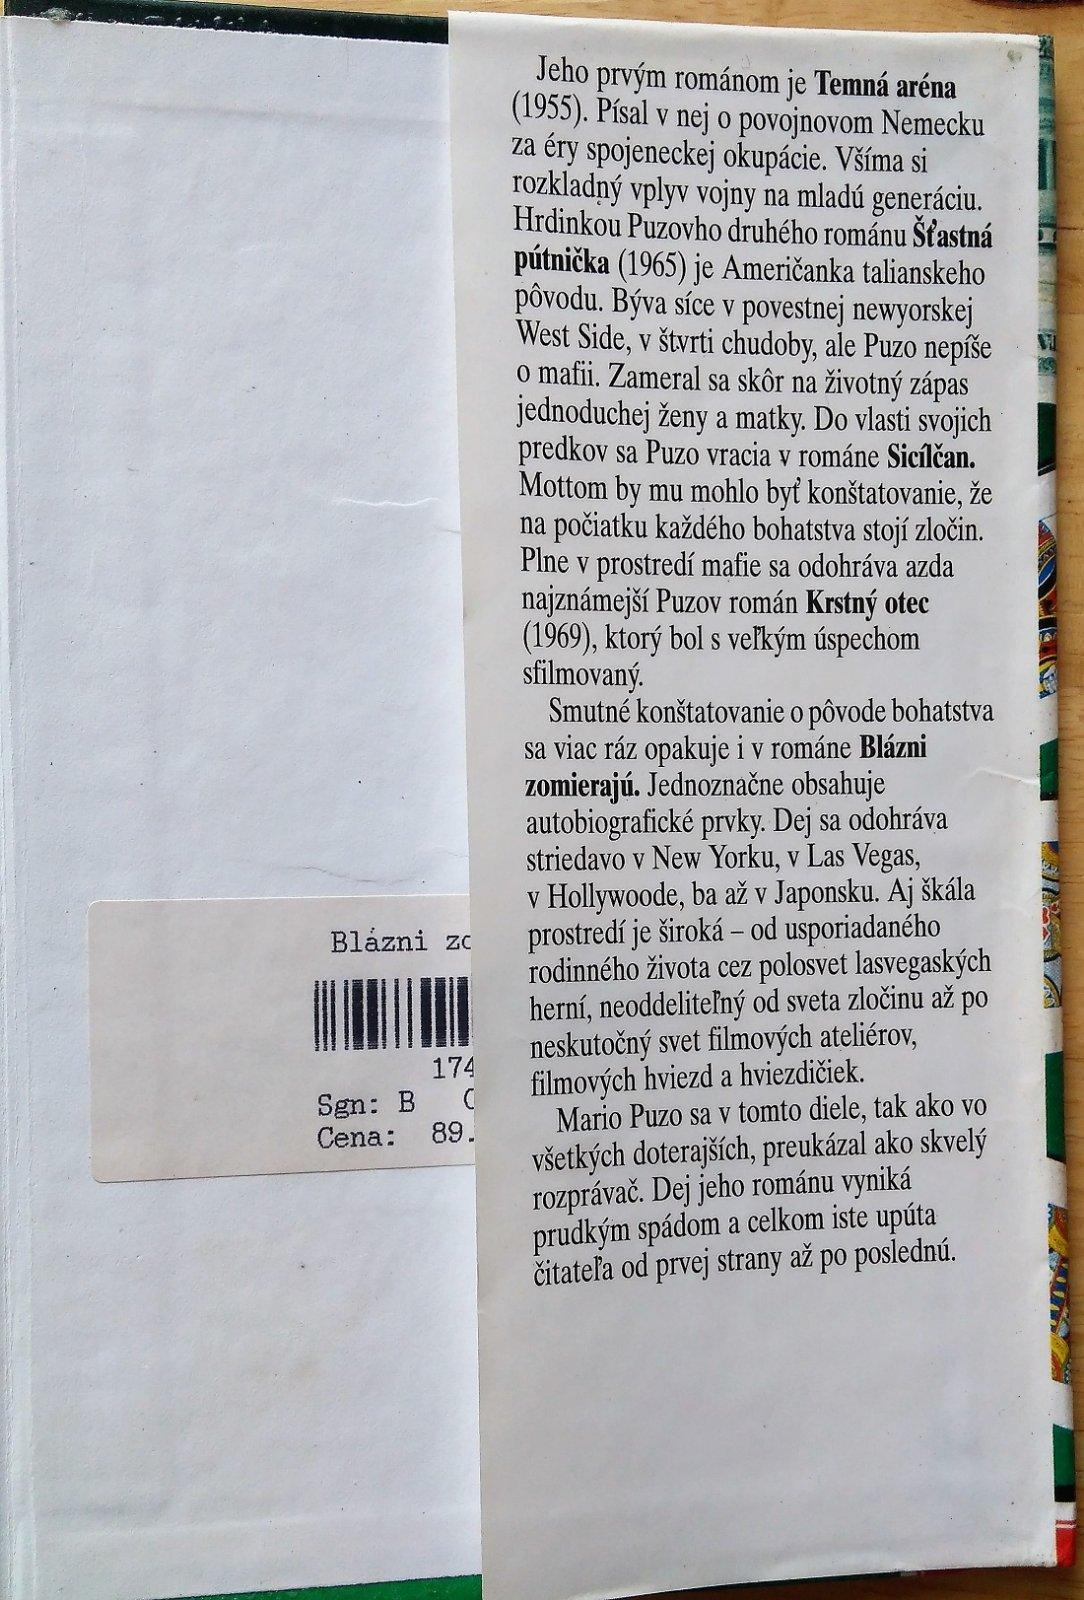 Jeho prvým románom je Temná aréna
(1955). Písal v nej o povojnovom Nemecku
za éry spojeneckej okupácie. Všíma si
rozkladný vplyv vojny na mladú generáciu.
Hrdinkou Puzovho druhého románu Šťastná
pútnička (1965) je Američanka talianskeho
pôvodu. Býva síce v povestnej newyorskej
West Side, v štvrti chudoby, ale Puzo nepíše
o mafii. Zameral sa skôr na životný zápas
jednoduchej ženy a matky. Do vlasti svojich
predkov sa Puzo vracia v románe Sicílčan.
Mottom by mu mohlo byť konštatovanie, že
na počiatku každého bohatstva stojí zločin.
Plne v prostredí mafie sa odohráva azda
najznámejší Puzov román Krstný otec
(1969), ktorý bol s veľkým úspechom
sfilmovaný.
Smutné konštatovanie o pôvode bohatstva
sa viac ráz opakuje i v románe Blázni
zomierajú. Jednoznačne obsahuje
autobiografické prvky. Dej sa odohráva
striedavo v New Yorku, v Las Vegas,
v Hollywoode, ba až v Japonsku. Aj škála
prostredí je široká – od usporiadaného
rodinného života cez polosvet lasvegaských
herní, neoddeliteľný od sveta zločinu až po
neskutočný svet filmových ateliérov,
filmových hviezd a hviezdičiek.
Mario Puzo sa v tomto diele, tak ako vo
všetkých doterajších, preukázal ako skvelý
rozprávač. Dej jeho románu vyniká
prudkým spádom a celkom iste upúta
čitateľa od prvej strany až po poslednú.
Blázni zo
174
Sgn: B
Cena: 89.